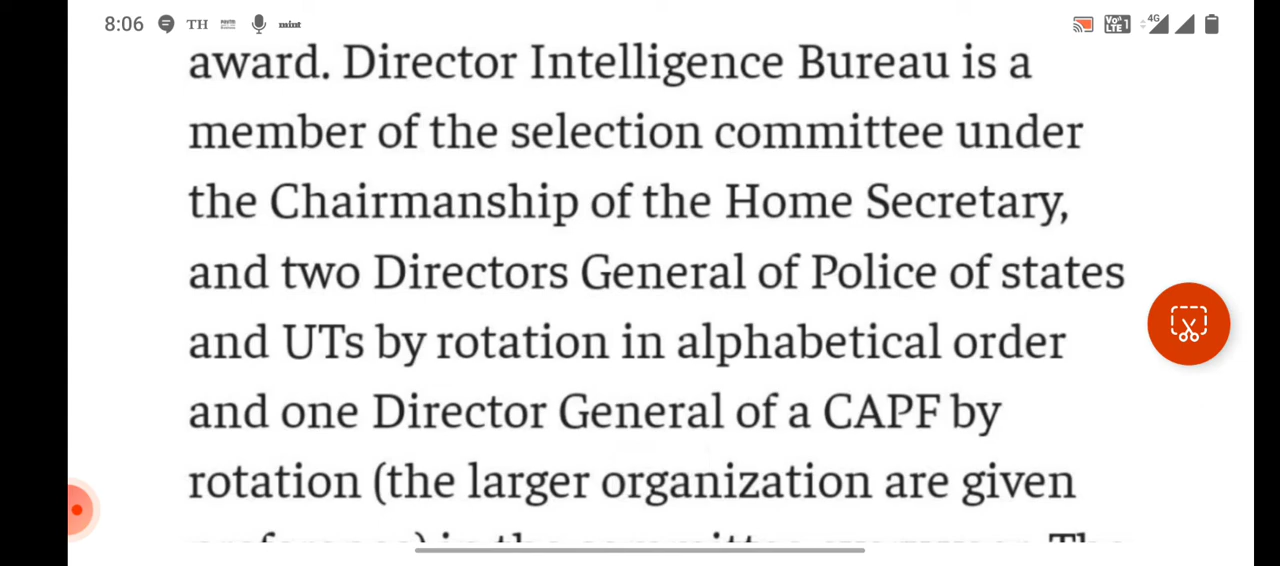 8:06 TH mint 4G
award. Director Intelligence Bureau is a
member of the selection committee under
the Chairmanship of the Home Secretary,
and two Directors General of Police of states
and UTs by rotation in alphabetical order
and one Director General of a CAPF by
rotation (the larger organization are given